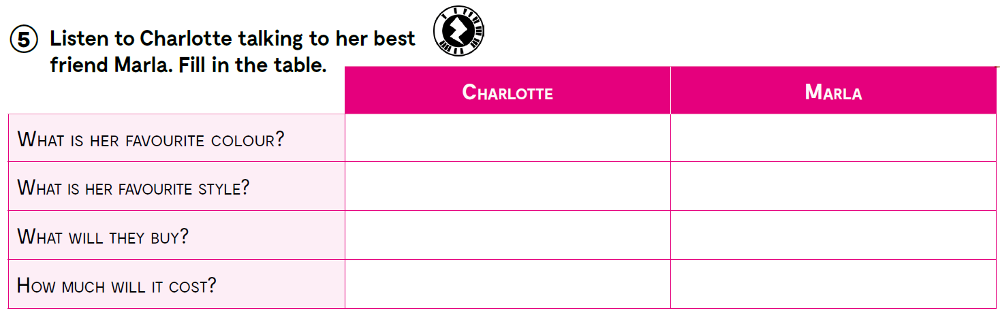 5 Listen to Charlotte talking to her best
friend Marla. Fill in the table.
CHARLOTTE MARLA
WHAT IS HER FAVOURITE COLOUR?
WHAT IS HER FAVOURITE STYLE?
WHAT WILL THEY BUY?
HOW MUCH WILL IT COST?